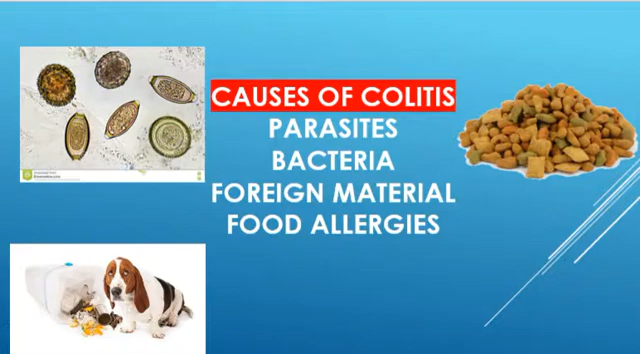 CAUSES OF COLITIS
PARASITES
BACTERIA
FOREIGN MATERIAL
FOOD ALLERGIES